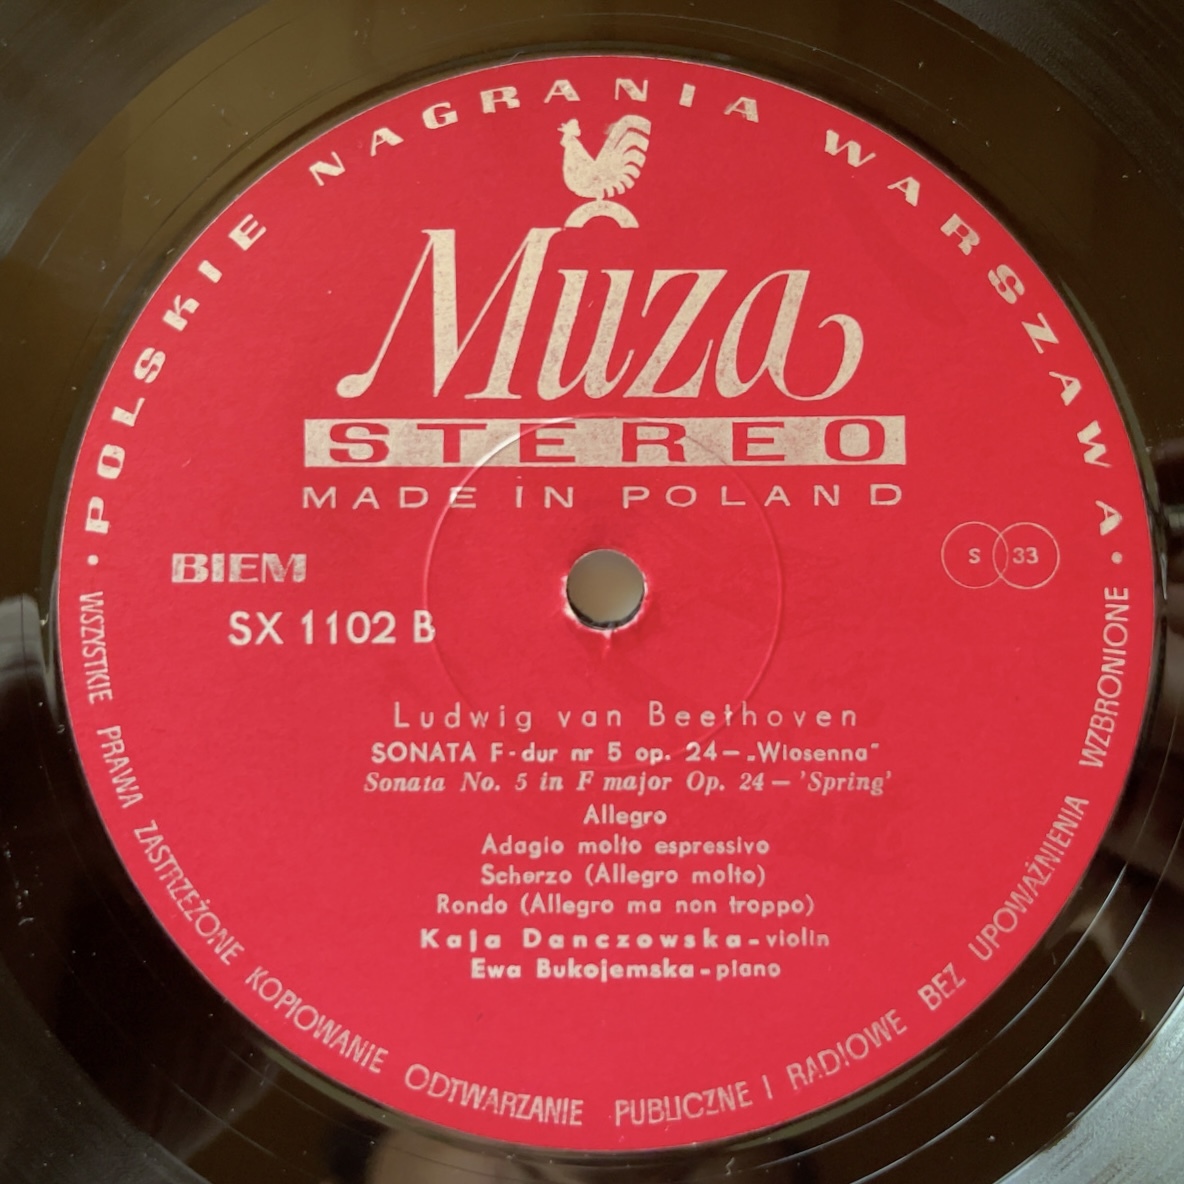 • POLSKIE NAGRANIA WARSZAWA •
Muza
STEREO
MADE IN POLAND
BIEM
S 33
SX 1102 B
Ludwig van Beethoven
SONATA F-dur nr 5 op. 24 – „Wiosenna"
Sonata No. 5 in F major Op. 24 – 'Spring'
Allegro
Adagio molto espressivo
Scherzo (Allegro molto)
Rondo (Allegro ma non troppo)
Kaja Danczowska - violin
Ewa Bukojemska - piano
WSZYSTKIE PRAWA ZASTRZEŻONE KOPIOWANIE ODTWARZANIE PUBLICZNE I RADIOWE BEZ UPOWAŻNIENIA WZBRONIONE